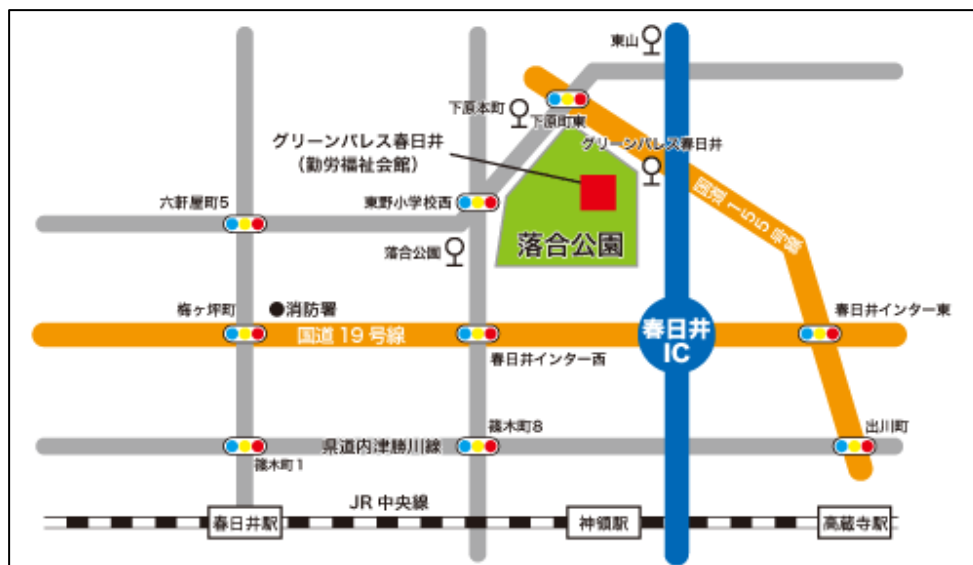 東山
下原本町
下原町東
グリーンパレス春日井
(勤労福祉会館)
グリーンパレス春日井
国道155号線
六軒屋町5
東野小学校西
落合公園
落合公園
梅ヶ坪町
●消防署
国道19号線
春日井インター西
春日井
IC
春日井インター東
篠木町8
出川町
県道内津勝川線
篠木町1
JR中央線
春日井駅
神領駅
高蔵寺駅